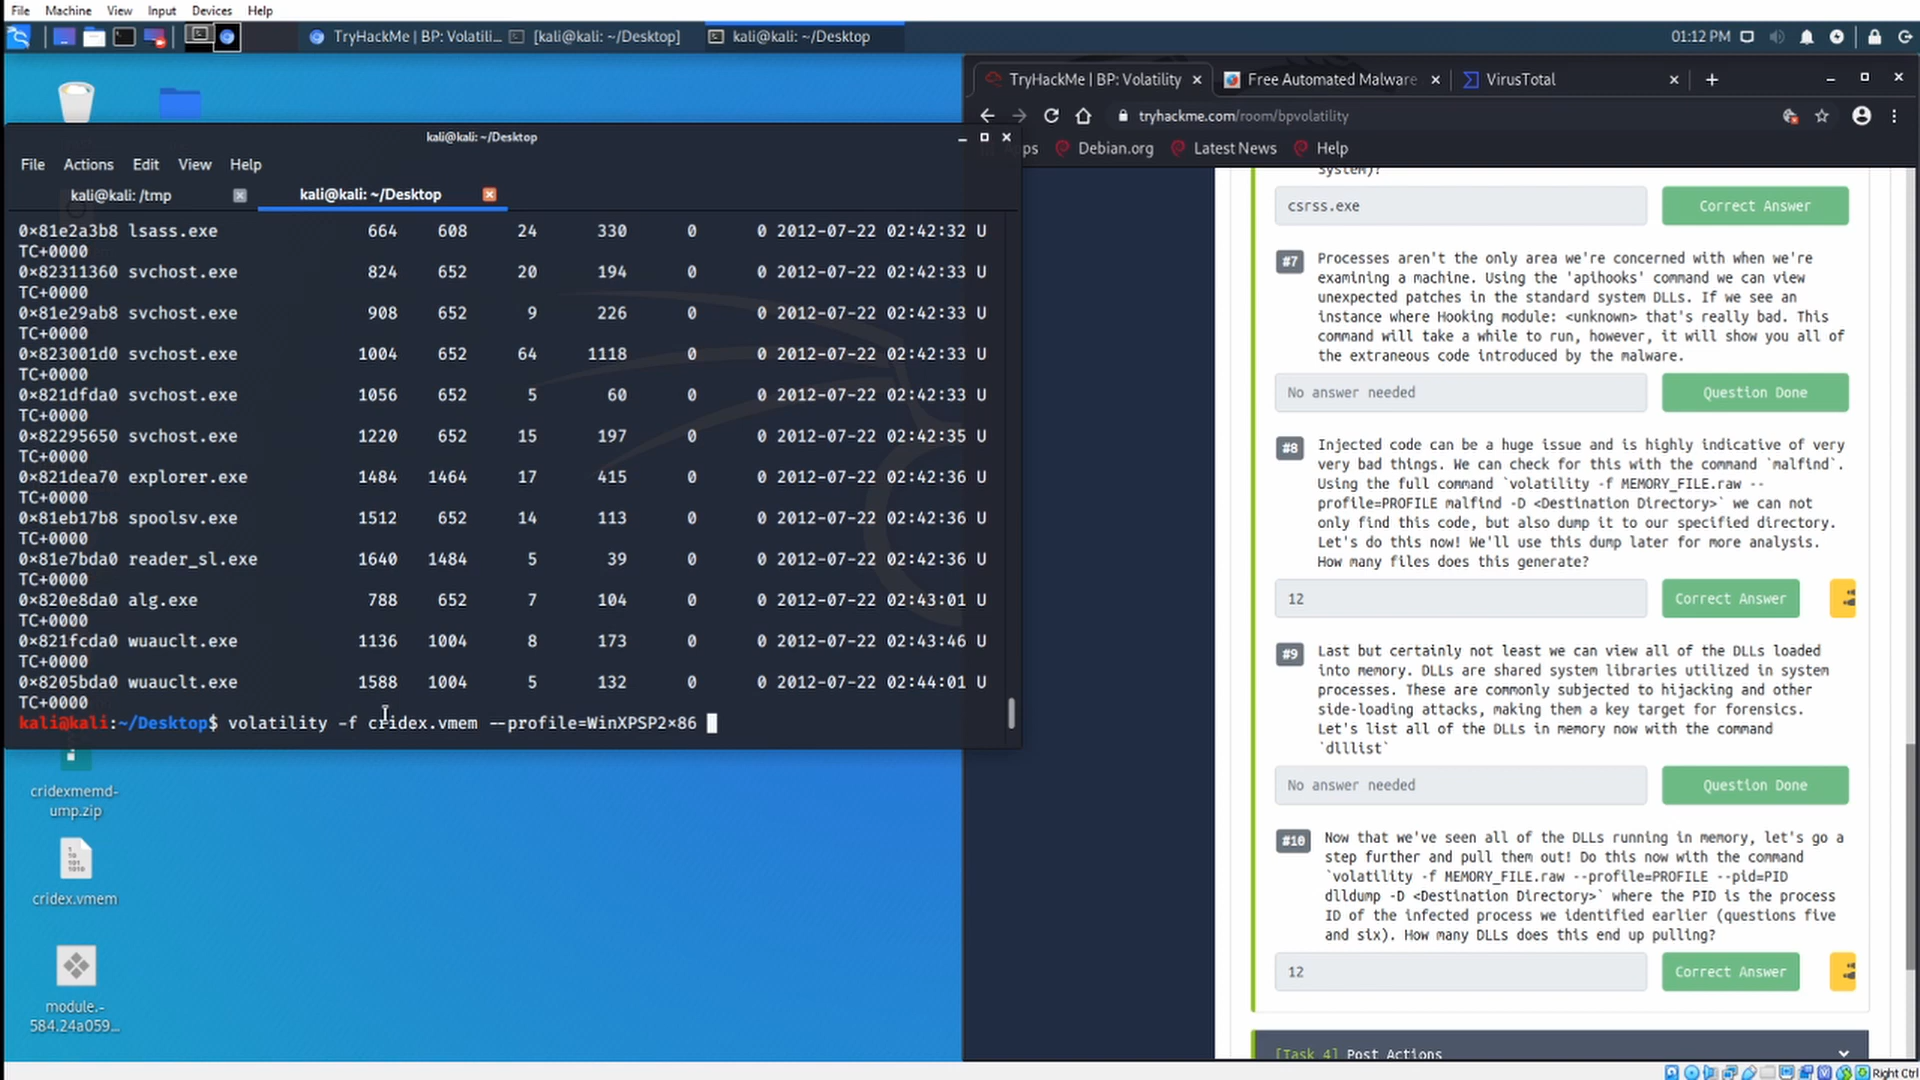 File Machine View Input Devices Help
TryHackMe | BP: Volatili... [kali@kali: ~/Desktop] kali@kali: ~/Desktop 01:12 PM
kali@kali: ~/Desktop
File Actions Edit View Help
kali@kali: /tmp kali@kali: ~/Desktop
0×81e2a3b8 lsass.exe 664 608 24 330 0 0 2012-07-22 02:42:32 U
TC+0000
0×82311360 svchost.exe 824 652 20 194 0 0 2012-07-22 02:42:33 U
TC+0000
0×81e29ab8 svchost.exe 908 652 9 226 0 0 2012-07-22 02:42:33 U
TC+0000
0×823001d0 svchost.exe 1004 652 64 1118 0 0 2012-07-22 02:42:33 U
TC+0000
0×821dfda0 svchost.exe 1056 652 5 60 0 0 2012-07-22 02:42:33 U
TC+0000
0×82295650 svchost.exe 1220 652 15 197 0 0 2012-07-22 02:42:35 U
TC+0000
0×821dea70 explorer.exe 1484 1464 17 415 0 0 2012-07-22 02:42:36 U
TC+0000
0×81eb17b8 spoolsv.exe 1512 652 14 113 0 0 2012-07-22 02:42:36 U
TC+0000
0×81e7bda0 reader_sl.exe 1640 1484 5 39 0 0 2012-07-22 02:42:36 U
TC+0000
0×820e8da0 alg.exe 788 652 7 104 0 0 2012-07-22 02:43:01 U
TC+0000
0×821fcda0 wuauclt.exe 1136 1004 8 173 0 0 2012-07-22 02:43:46 U
TC+0000
0×8205bda0 wuauclt.exe 1588 1004 5 132 0 0 2012-07-22 02:44:01 U
TC+0000
kali@kali:~/Desktop$ volatility -f cridex.vmem --profile=WinXPSP2×86
cridexmemd-
ump.zip
cridex.vmem
module.-
584.24a059...
TryHackMe | BP: Volatility Free Automated Malware VirusTotal
tryhackme.com/room/bpvolatility
ps Debian.org Latest News Help
System)?
csrss.exe Correct Answer
#7 Processes aren't the only area we're concerned with when we're
examining a machine. Using the 'apihooks' command we can view
unexpected patches in the standard system DLLs. If we see an
instance where Hooking module: <unknown> that's really bad. This
command will take a while to run, however, it will show you all of
the extraneous code introduced by the malware.
No answer needed Question Done
#8 Injected code can be a huge issue and is highly indicative of very
very bad things. We can check for this with the command `malfind`.
Using the full command `volatility -f MEMORY_FILE.raw --
profile=PROFILE malfind -D <Destination Directory>` we can not
only find this code, but also dump it to our specified directory.
Let's do this now! We'll use this dump later for more analysis.
How many files does this generate?
12 Correct Answer
#9 Last but certainly not least we can view all of the DLLs loaded
into memory. DLLs are shared system libraries utilized in system
processes. These are commonly subjected to hijacking and other
side-loading attacks, making them a key target for forensics.
Let's list all of the DLLs in memory now with the command
`dlllist`
No answer needed Question Done
#10 Now that we've seen all of the DLLs running in memory, let's go a
step further and pull them out! Do this now with the command
`volatility -f MEMORY_FILE.raw --profile=PROFILE --pid=PID
dlldump -D <Destination Directory>` where the PID is the process
ID of the infected process we identified earlier (questions five
and six). How many DLLs does this end up pulling?
12 Correct Answer
[Task 4] Post Actions
Right Ctrl